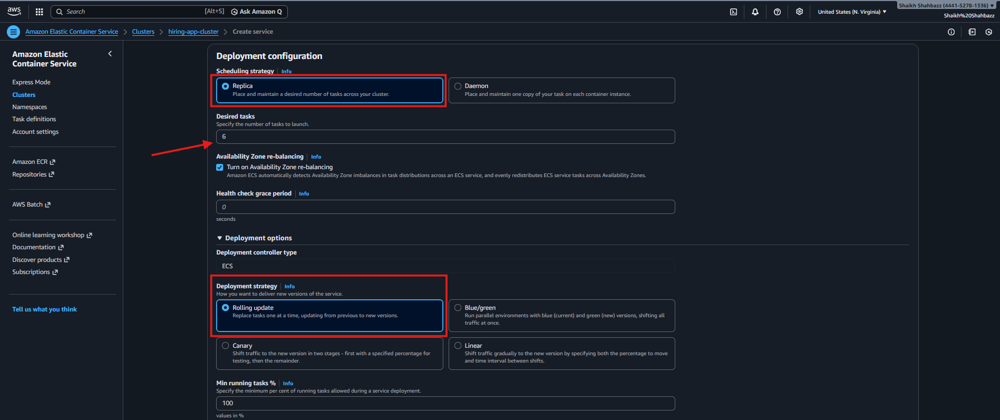 aws
Search
[Alt+S]
Ask Amazon Q
United States (N. Virginia)
Shaikh Shahbazz (4441-5278-1336)
Shaikh%20Shahbazz
Amazon Elastic Container Service
Clusters
hiring-app-cluster
Create service
Amazon Elastic
Container Service
Express Mode
Clusters
Namespaces
Task definitions
Account settings
Amazon ECR
Repositories
AWS Batch
Online learning workshop
Documentation
Discover products
Subscriptions
Tell us what you think
Deployment configuration
Scheduling strategy Info
Replica
Place and maintain a desired number of tasks across your cluster.
Daemon
Place and maintain one copy of your task on each container instance.
Desired tasks
Specify the number of tasks to launch.
6
Availability Zone re-balancing Info
Turn on Availability Zone re-balancing
Amazon ECS automatically detects Availability Zone imbalances in task distributions across an ECS service, and evenly redistributes ECS service tasks across Availability Zones.
Health check grace period Info
0
seconds
Deployment options
Deployment controller type
ECS
Deployment strategy Info
How you want to deliver new versions of the service.
Rolling update
Replace tasks one at a time, updating from previous to new versions.
Blue/green
Run parallel environments with blue (current) and green (new) versions, shifting all
traffic at once.
Canary
Shift traffic to the new version in two stages - first with a specified percentage for
testing, then the remainder.
Linear
Shift traffic gradually to the new version by specifying both the percentage to move
and time interval between shifts.
Min running tasks % Info
Specify the minimum per cent of running tasks allowed during a service deployment.
100
values in %